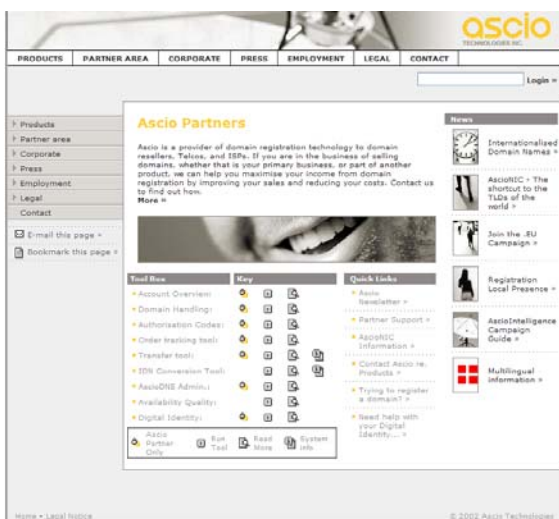 ascio
TECHNOLOGIES INC.
PRODUCTS PARTNER AREA CORPORATE PRESS EMPLOYMENT LEGAL CONTACT
Login »
Products
Partner area
Corporate
Press
Employment
Legal
Contact
E-mail this page »
Bookmark this page »
Ascio Partners
Ascio is a provider of domain registration technology to domain
resellers, Telcos, and ISPs. If you are in the business of selling
domains, whether that is your primary business, or part of another
product, we can help you maximise your income from domain
registration by improving your sales and reducing your costs. Contact us
to find out how.
More »
Tool Box Key
Account Overview:
Domain Handling:
Authorisation Codes:
Order tracking tool:
Transfer tool:
IDN Conversion Tool:
AscioDNS Admin.:
Availability Quality:
Digital Identity:
Ascio
Partner
Only
Run
Tool
Read
More
System
info
Quick Links
Ascio
Newsletter »
Partner Support »
AscioNIC
Information »
Contact Ascio re.
Products »
Trying to register
a domain? »
Need help with
your Digital
Identity... »
News
Internationalised
Domain Names »
AscioNIC - The
shortcut to the
TLDs of the
world »
Join the .EU
Campaign »
Registration
Local Presence »
AscioIntelligence
Campaign
Guide »
Multilingual
information »
Home • Legal Notice
© 2002 Ascio Technologies